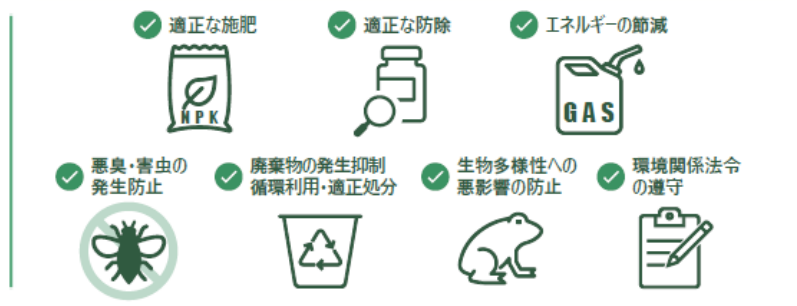 適正な施肥
適正な防除
エネルギーの節減
NPK
GAS
悪臭・害虫の
発生防止
廃棄物の発生抑制
循環利用・適正処分
生物多様性への
悪影響の防止
環境関係法令
の遵守